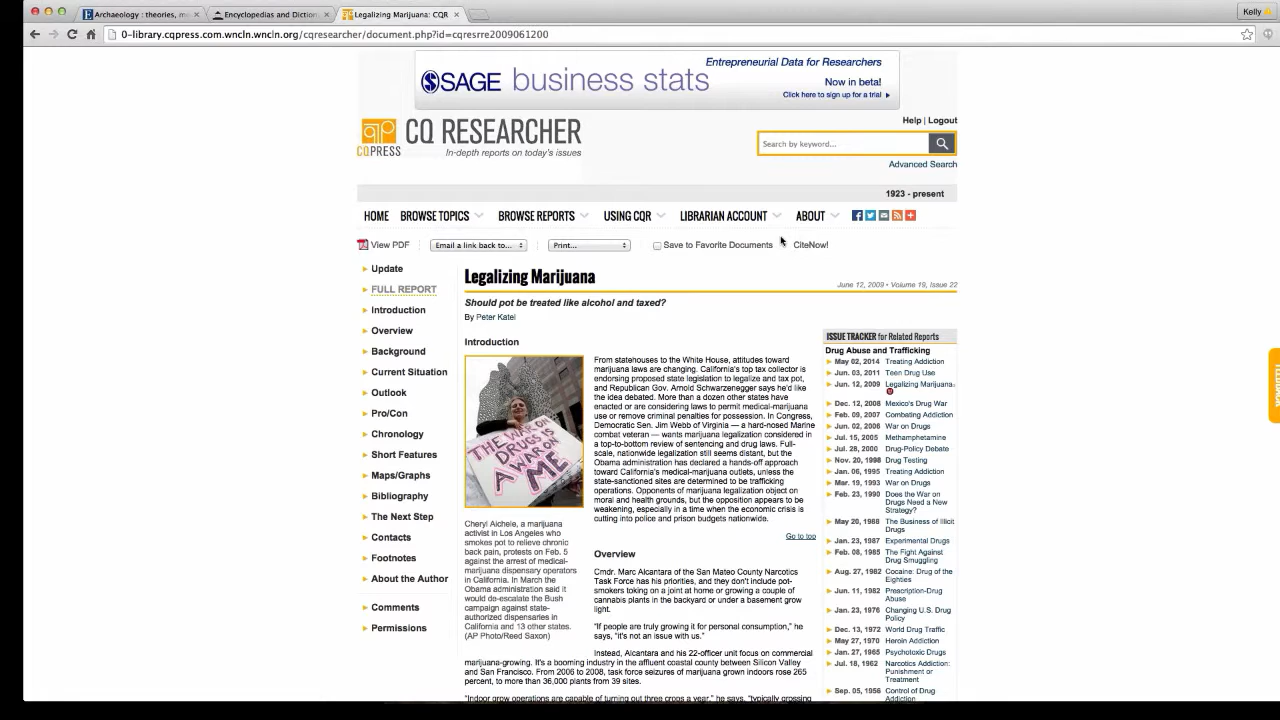 Archaeology : theories, m
Encyclopedias and Diction
Legalizing Marijuana: CQR
Kelly
0-library.cqpress.com.wncln.wncln.org/cqresearcher/document.php?id=cqresrre2009061200
Entrepreneurial Data for Researchers
SAGE business stats
Now in beta!
Click here to sign up for a trial
Help | Logout
CQPRESS
CQ RESEARCHER
In-depth reports on today's issues
Search by keyword...
Advanced Search
1923 - present
HOME BROWSE TOPICS BROWSE REPORTS USING CQR LIBRARIAN ACCOUNT ABOUT
View PDF Email a link back to... Print... Save to Favorite Documents CiteNow!
Update
FULL REPORT
Introduction
Overview
Background
Current Situation
Outlook
Pro/Con
Chronology
Short Features
Maps/Graphs
Bibliography
The Next Step
Contacts
Footnotes
About the Author
Comments
Permissions
Legalizing Marijuana
June 12, 2009 • Volume 19, Issue 22
Should pot be treated like alcohol and taxed?
By Peter Katel
Introduction
THE WAR ON
DRUGS IS
A WAR
ON
ME
Cheryl Aichele, a marijuana
activist in Los Angeles who
smokes pot to relieve chronic
back pain, protests on Feb. 5
against the arrest of medical-
marijuana dispensary operators
in California. In March the
Obama administration said it
would de-escalate the Bush
campaign against state-
authorized dispensaries in
California and 13 other states.
(AP Photo/Reed Saxon)
From statehouses to the White House, attitudes toward
marijuana laws are changing. California's top tax collector is
endorsing proposed state legislation to legalize and tax pot,
and Republican Gov. Arnold Schwarzenegger says he'd like
the idea debated. More than a dozen other states have
enacted or are considering laws to permit medical-marijuana
use or remove criminal penalties for possession. In Congress,
Democratic Sen. Jim Webb of Virginia — a hard-nosed Marine
combat veteran — wants marijuana legalization considered in
a top-to-bottom review of sentencing and drug laws. Full-
scale, nationwide legalization still seems distant, but the
Obama administration has declared a hands-off approach
toward California's medical-marijuana outlets, unless the
state-sanctioned sites are determined to be trafficking
operations. Opponents of marijuana legalization object on
moral and health grounds, but the opposition appears to be
weakening, especially in a time when the economic crisis is
cutting into police and prison budgets nationwide.
Go to top
Overview
Cmdr. Marc Alcantara of the San Mateo County Narcotics
Task Force has his priorities, and they don't include pot-
smokers toking on a joint at home or growing a couple of
cannabis plants in the backyard or under a basement grow
light.
"If people are truly growing it for personal consumption," he
says, "it's not an issue with us."
Instead, Alcantara and his 22-officer unit focus on commercial
marijuana-growing. It's a booming industry in the affluent coastal county between Silicon Valley
and San Francisco. From 2006 to 2008, task force seizures of marijuana grown indoors rose 265
percent, to more than 36,000 plants from 39 sites.
"Indoor grow operations are capable of turning out three crops a year," he says, "typically grossing
ISSUE TRACKER for Related Reports
Drug Abuse and Trafficking
May 02, 2014 Treating Addiction
Jun. 03, 2011 Teen Drug Use
Jun. 12, 2009 Legalizing Marijuana
Dec. 12, 2008 Mexico's Drug War
Feb. 09, 2007 Combating Addiction
Jun. 02, 2006 War on Drugs
Jul. 15, 2005 Methamphetamine
Jul. 28, 2000 Drug-Policy Debate
Nov. 20, 1998 Drug Testing
Jan. 06, 1995 Treating Addiction
Mar. 19, 1993 War on Drugs
Feb. 23, 1990 Does the War on
Drugs Need a New
Strategy?
May 20, 1988 The Business of Illicit
Drugs
Jan. 23, 1987 Experimental Drugs
Feb. 08, 1985 The Fight Against
Drug Smuggling
Aug. 27, 1982 Cocaine: Drug of the
Eighties
Jun. 11, 1982 Prescription-Drug
Abuse
Jan. 23, 1976 Changing U.S. Drug
Policy
Dec. 13, 1972 World Drug Traffic
May 27, 1970 Heroin Addiction
Jan. 27, 1965 Psychotoxic Drugs
Jul. 18, 1962 Narcotics Addiction:
Punishment or
Treatment
Sep. 05, 1956 Control of Drug
Addiction